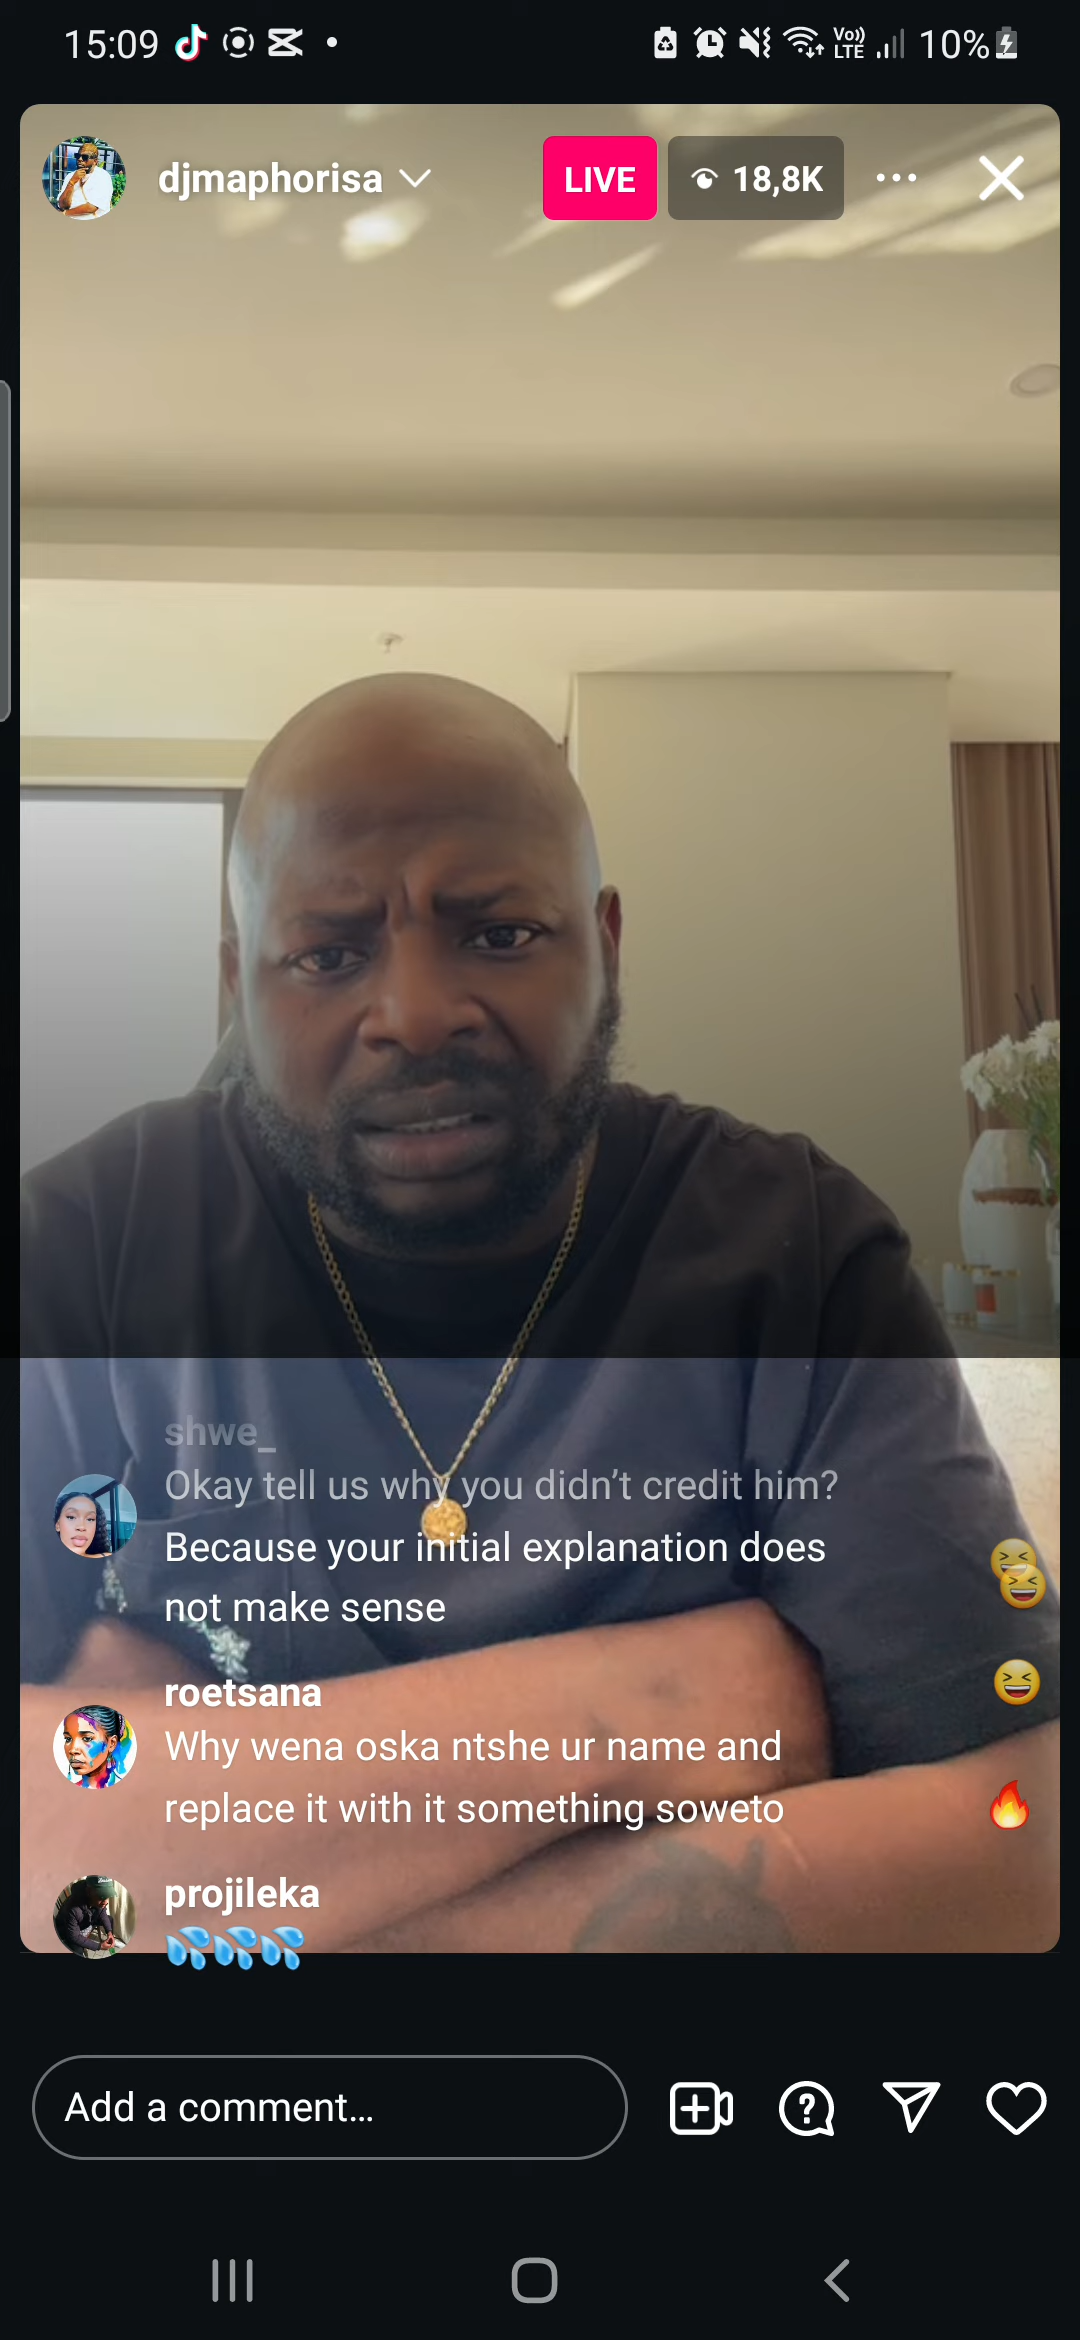 15:09
Vo))
LTE
10%
djmaphorisa
LIVE
18,8K
shwe_
Okay tell us why you didn’t credit him?
Because your initial explanation does
not make sense
roetsana
Why wena oska ntshe ur name and
replace it with it something soweto
projileka
💦💦💦
Add a comment...